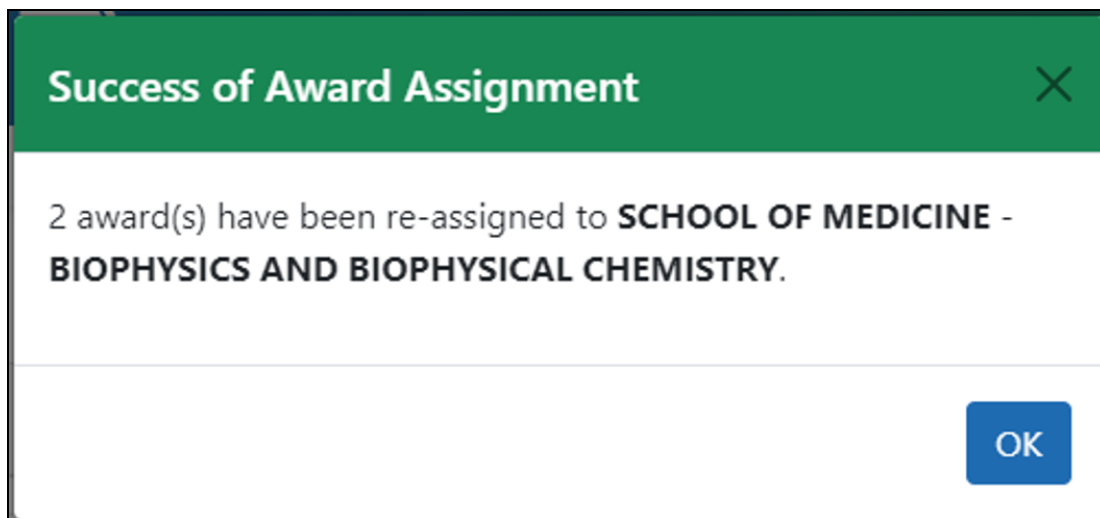 Success of Award Assignment
2 award(s) have been re-assigned to SCHOOL OF MEDICINE -
BIOPHYSICS AND BIOPHYSICAL CHEMISTRY.
OK